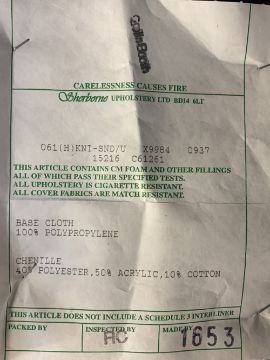 Colin Booth
CARELESSNESS CAUSES FIRE
Sherborne UPHOLSTERY LTD BD14 6LT
061(H)KNI-SND/U X9984 0937
15216 C61261
THIS ARTICLE CONTAINS CM FOAM AND OTHER FILLINGS
ALL OF WHICH PASS THEIR SPECIFIED TESTS.
ALL UPHOLSTERY IS CIGARETTE RESISTANT.
ALL COVER FABRICS ARE MATCH RESISTANT.
BASE CLOTH
100% POLYPROPYLENE
CHENILLE
40% POLYESTER,50% ACRYLIC,10% COTTON
THIS ARTICLE DOES NOT INCLUDE A SCHEDULE 3 INTERLINER
PACKED BY INSPECTED BY MADE BY
HC 1653